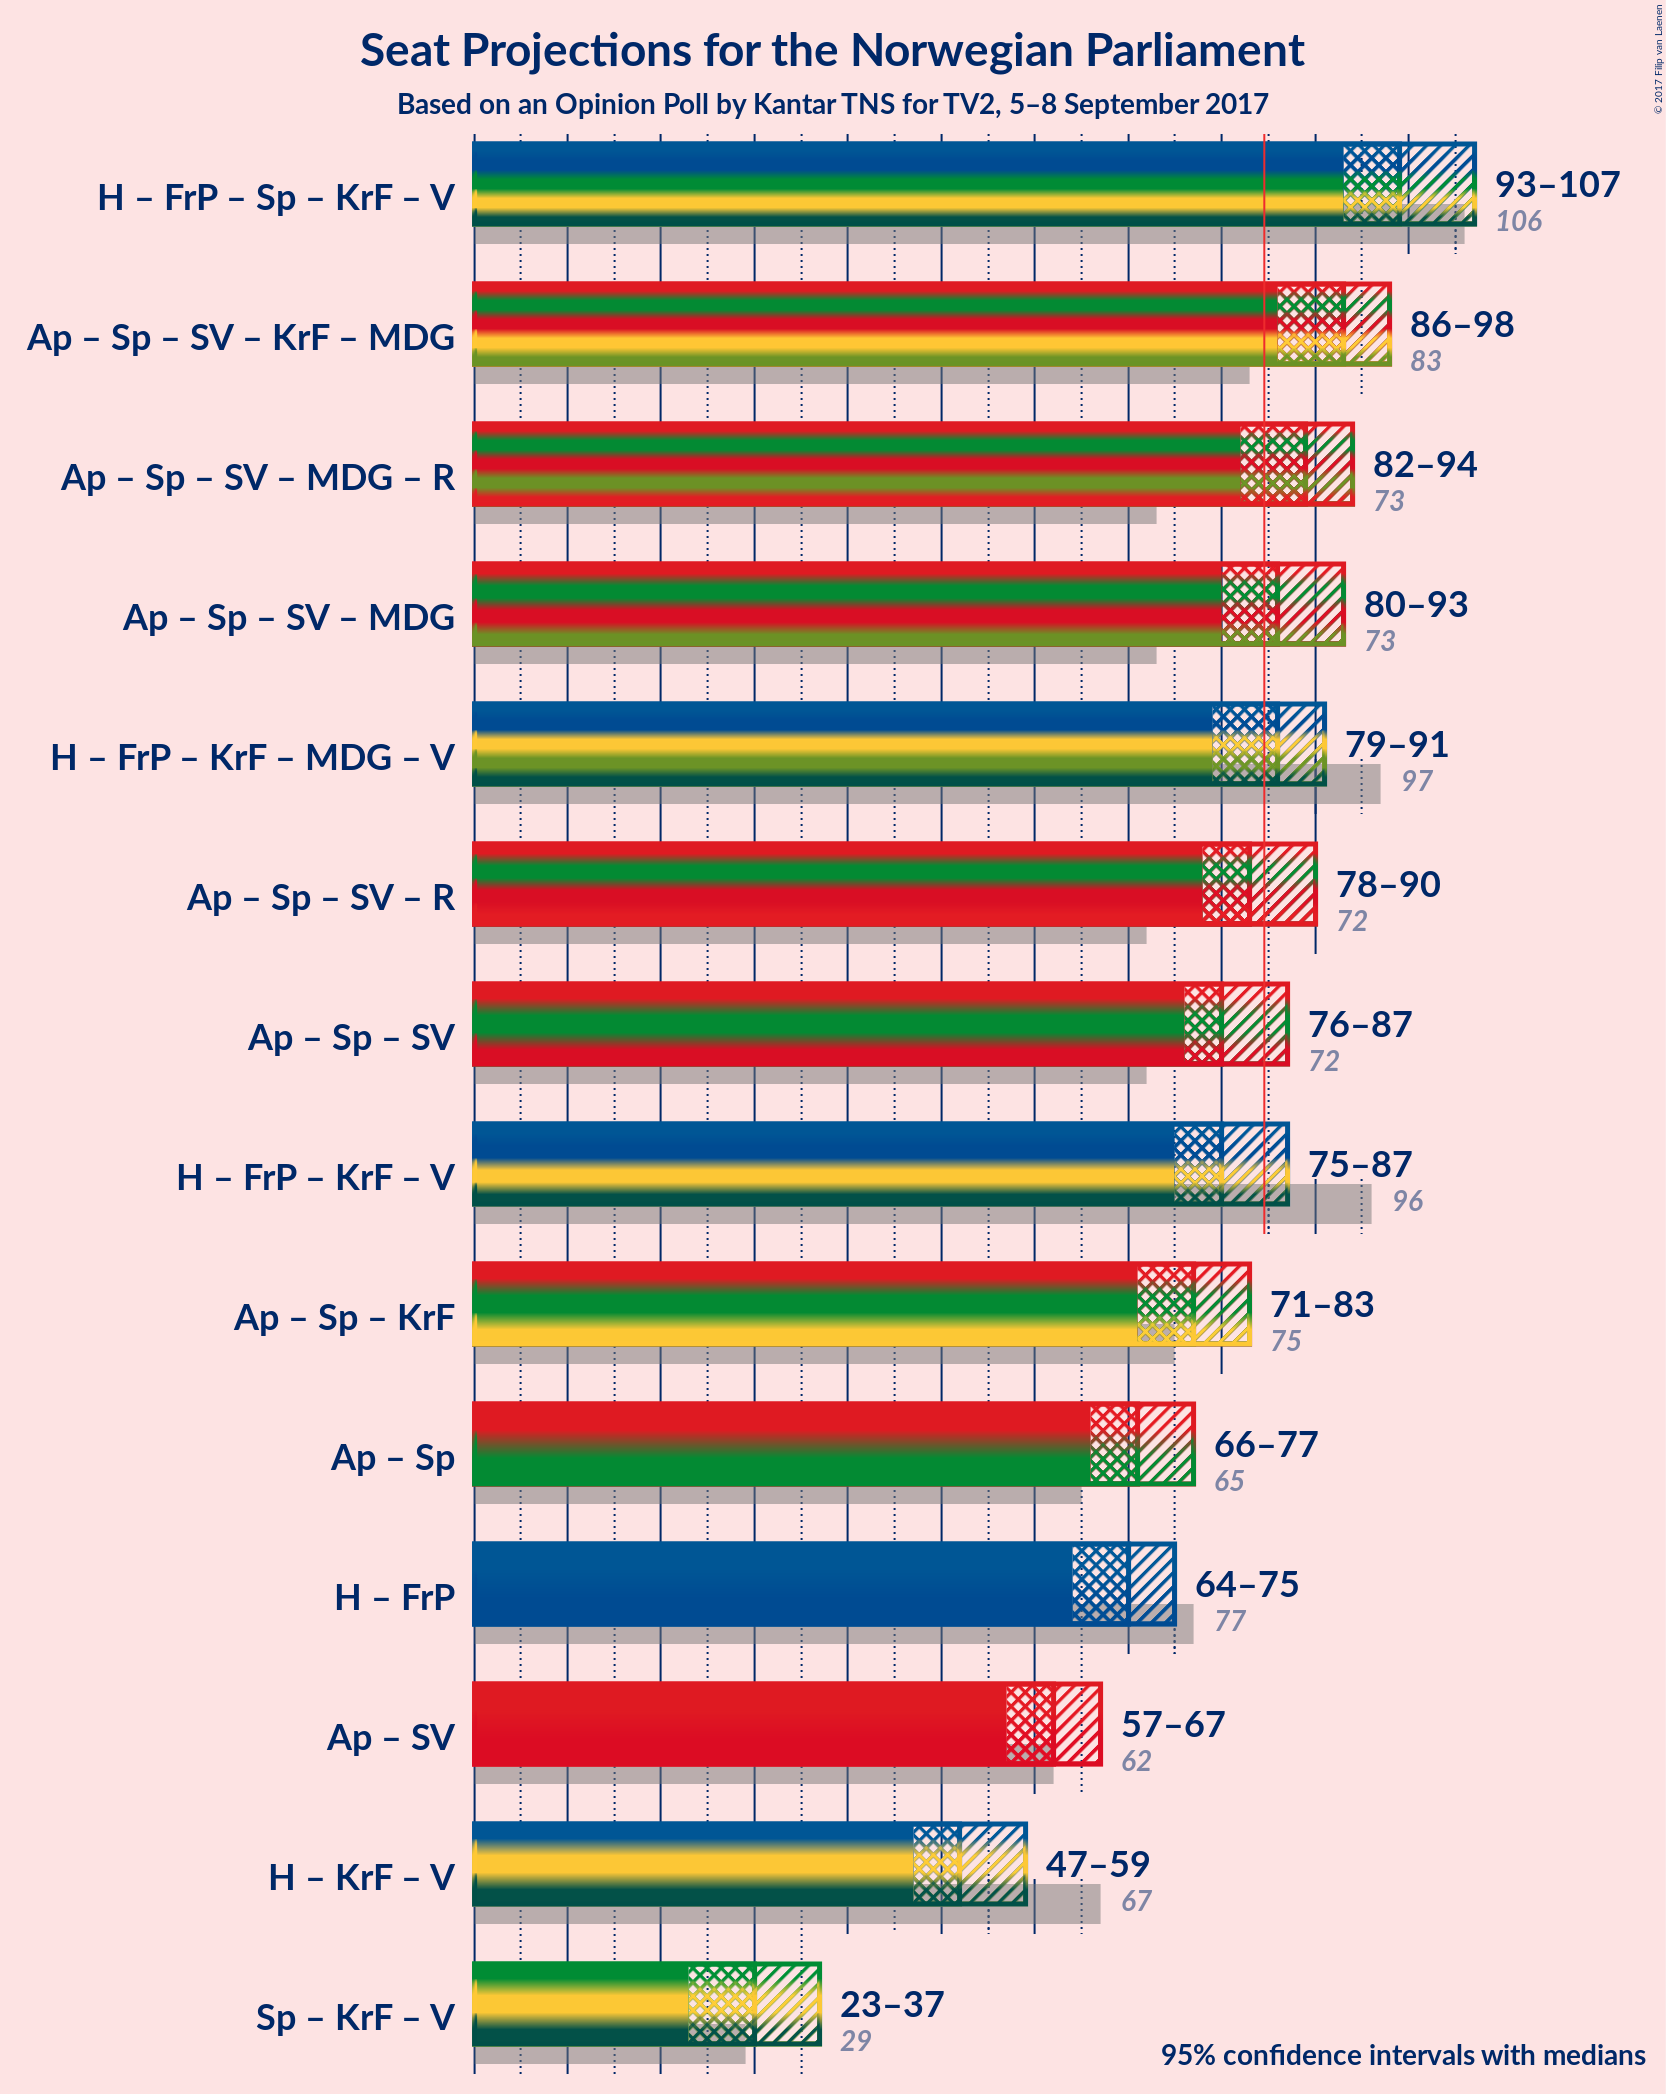 Seat Projections for the Norwegian Parliament
Based on an Opinion Poll by Kantar TNS for TV2, 5–8 September 2017
© 2017 Filip van Laenen
H – FrP – Sp – KrF – V
93–107
106
Ap – Sp – SV – KrF – MDG
86–98
83
Ap – Sp – SV – MDG – R
82–94
73
Ap – Sp – SV – MDG
80–93
73
H – FrP – KrF – MDG – V
79–91
97
Ap – Sp – SV – R
78–90
72
Ap – Sp – SV
76–87
72
H – FrP – KrF – V
75–87
96
Ap – Sp – KrF
71–83
75
Ap – Sp
66–77
65
H – FrP
64–75
77
Ap – SV
57–67
62
H – KrF – V
47–59
67
Sp – KrF – V
23–37
29
95% confidence intervals with medians